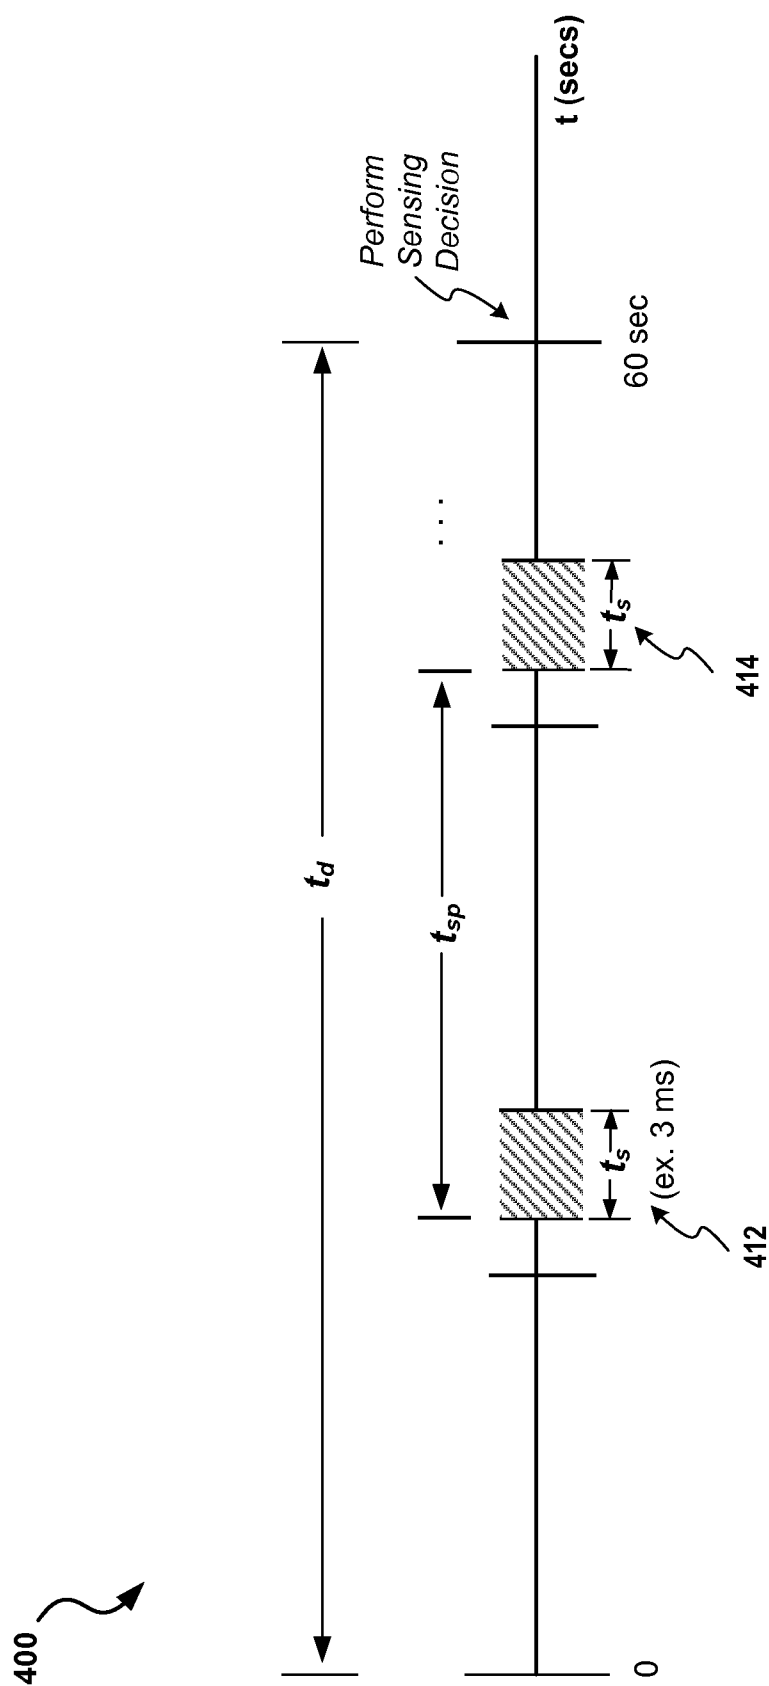 400
t_d
t_sp
. . .
Perform
Sensing
Decision
t_s
(ex. 3 ms)
412
t_s
414
0
60 sec
t (secs)